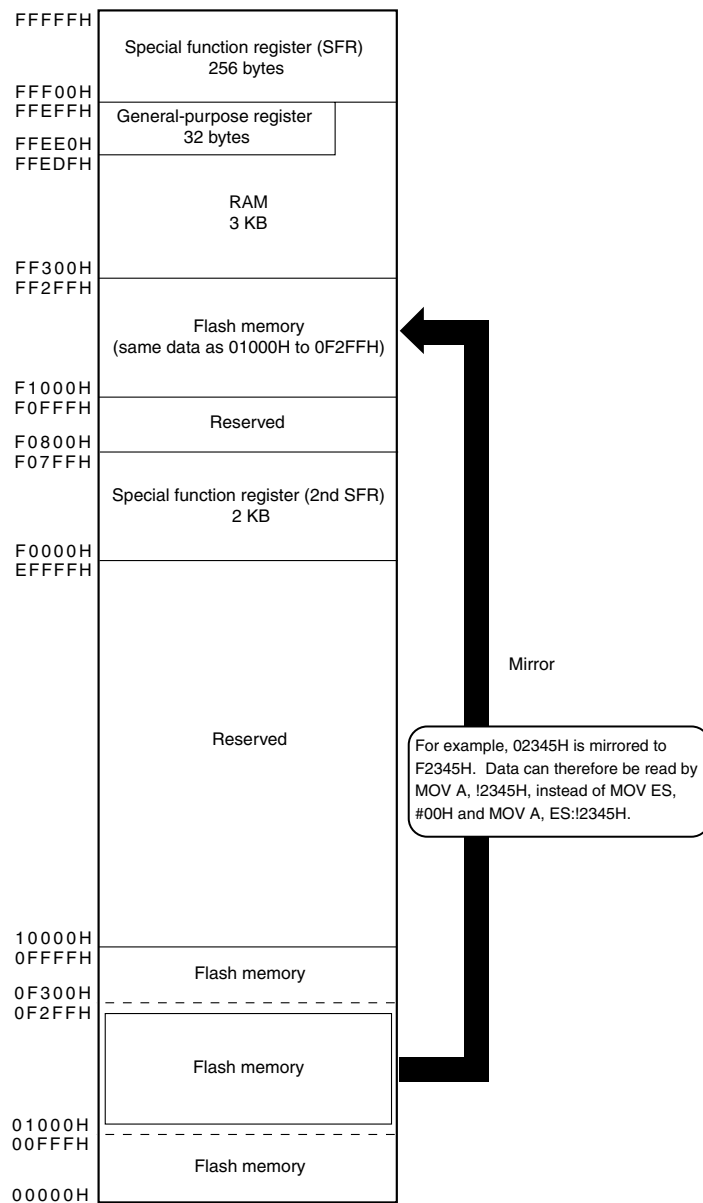 FFFFFH
Special function register (SFR)
256 bytes
FFF00H
FFEFFH
General-purpose register
32 bytes
FFEE0H
FFEDFH
RAM
3 KB
FF300H
FF2FFH
Flash memory
(same data as 01000H to 0F2FFH)
F1000H
F0FFFH
Reserved
F0800H
F07FFH
Special function register (2nd SFR)
2 KB
F0000H
EFFFFH
Mirror
Reserved
For example, 02345H is mirrored to
F2345H. Data can therefore be read by
MOV A, !2345H, instead of MOV ES,
#00H and MOV A, ES:!2345H.
10000H
0FFFFH
Flash memory
0F300H
0F2FFH
Flash memory
01000H
00FFFH
Flash memory
00000H